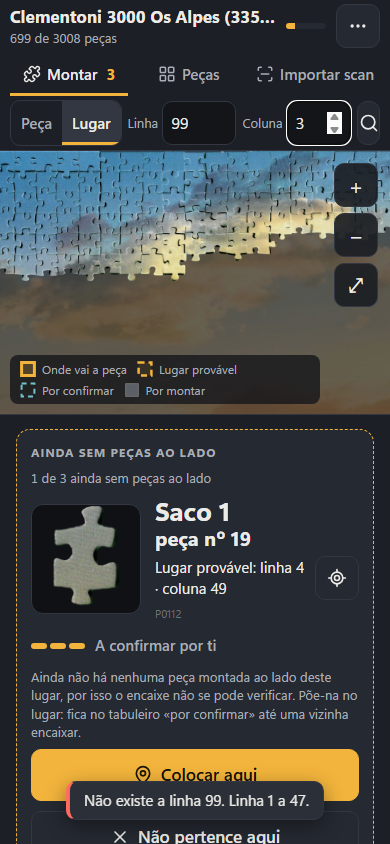 Clementoni 3000 Os Alpes (335...
699 de 3008 peças
Montar 3
Peças
Importar scan
Peça
Lugar
Linha
99
Coluna
3
Onde vai a peça
Lugar provável
Por confirmar
Por montar
AINDA SEM PEÇAS AO LADO
1 de 3 ainda sem peças ao lado
Saco 1
peça nº 19
Lugar provável: linha 4
· coluna 49
P0112
A confirmar por ti
Ainda não há nenhuma peça montada ao lado deste
lugar, por isso o encaixe não se pode verificar. Põe-na no
lugar: fica no tabuleiro «por confirmar» até uma vizinha
encaixar.
Colocar aqui
Não existe a linha 99. Linha 1 a 47.
Não pertence aqui